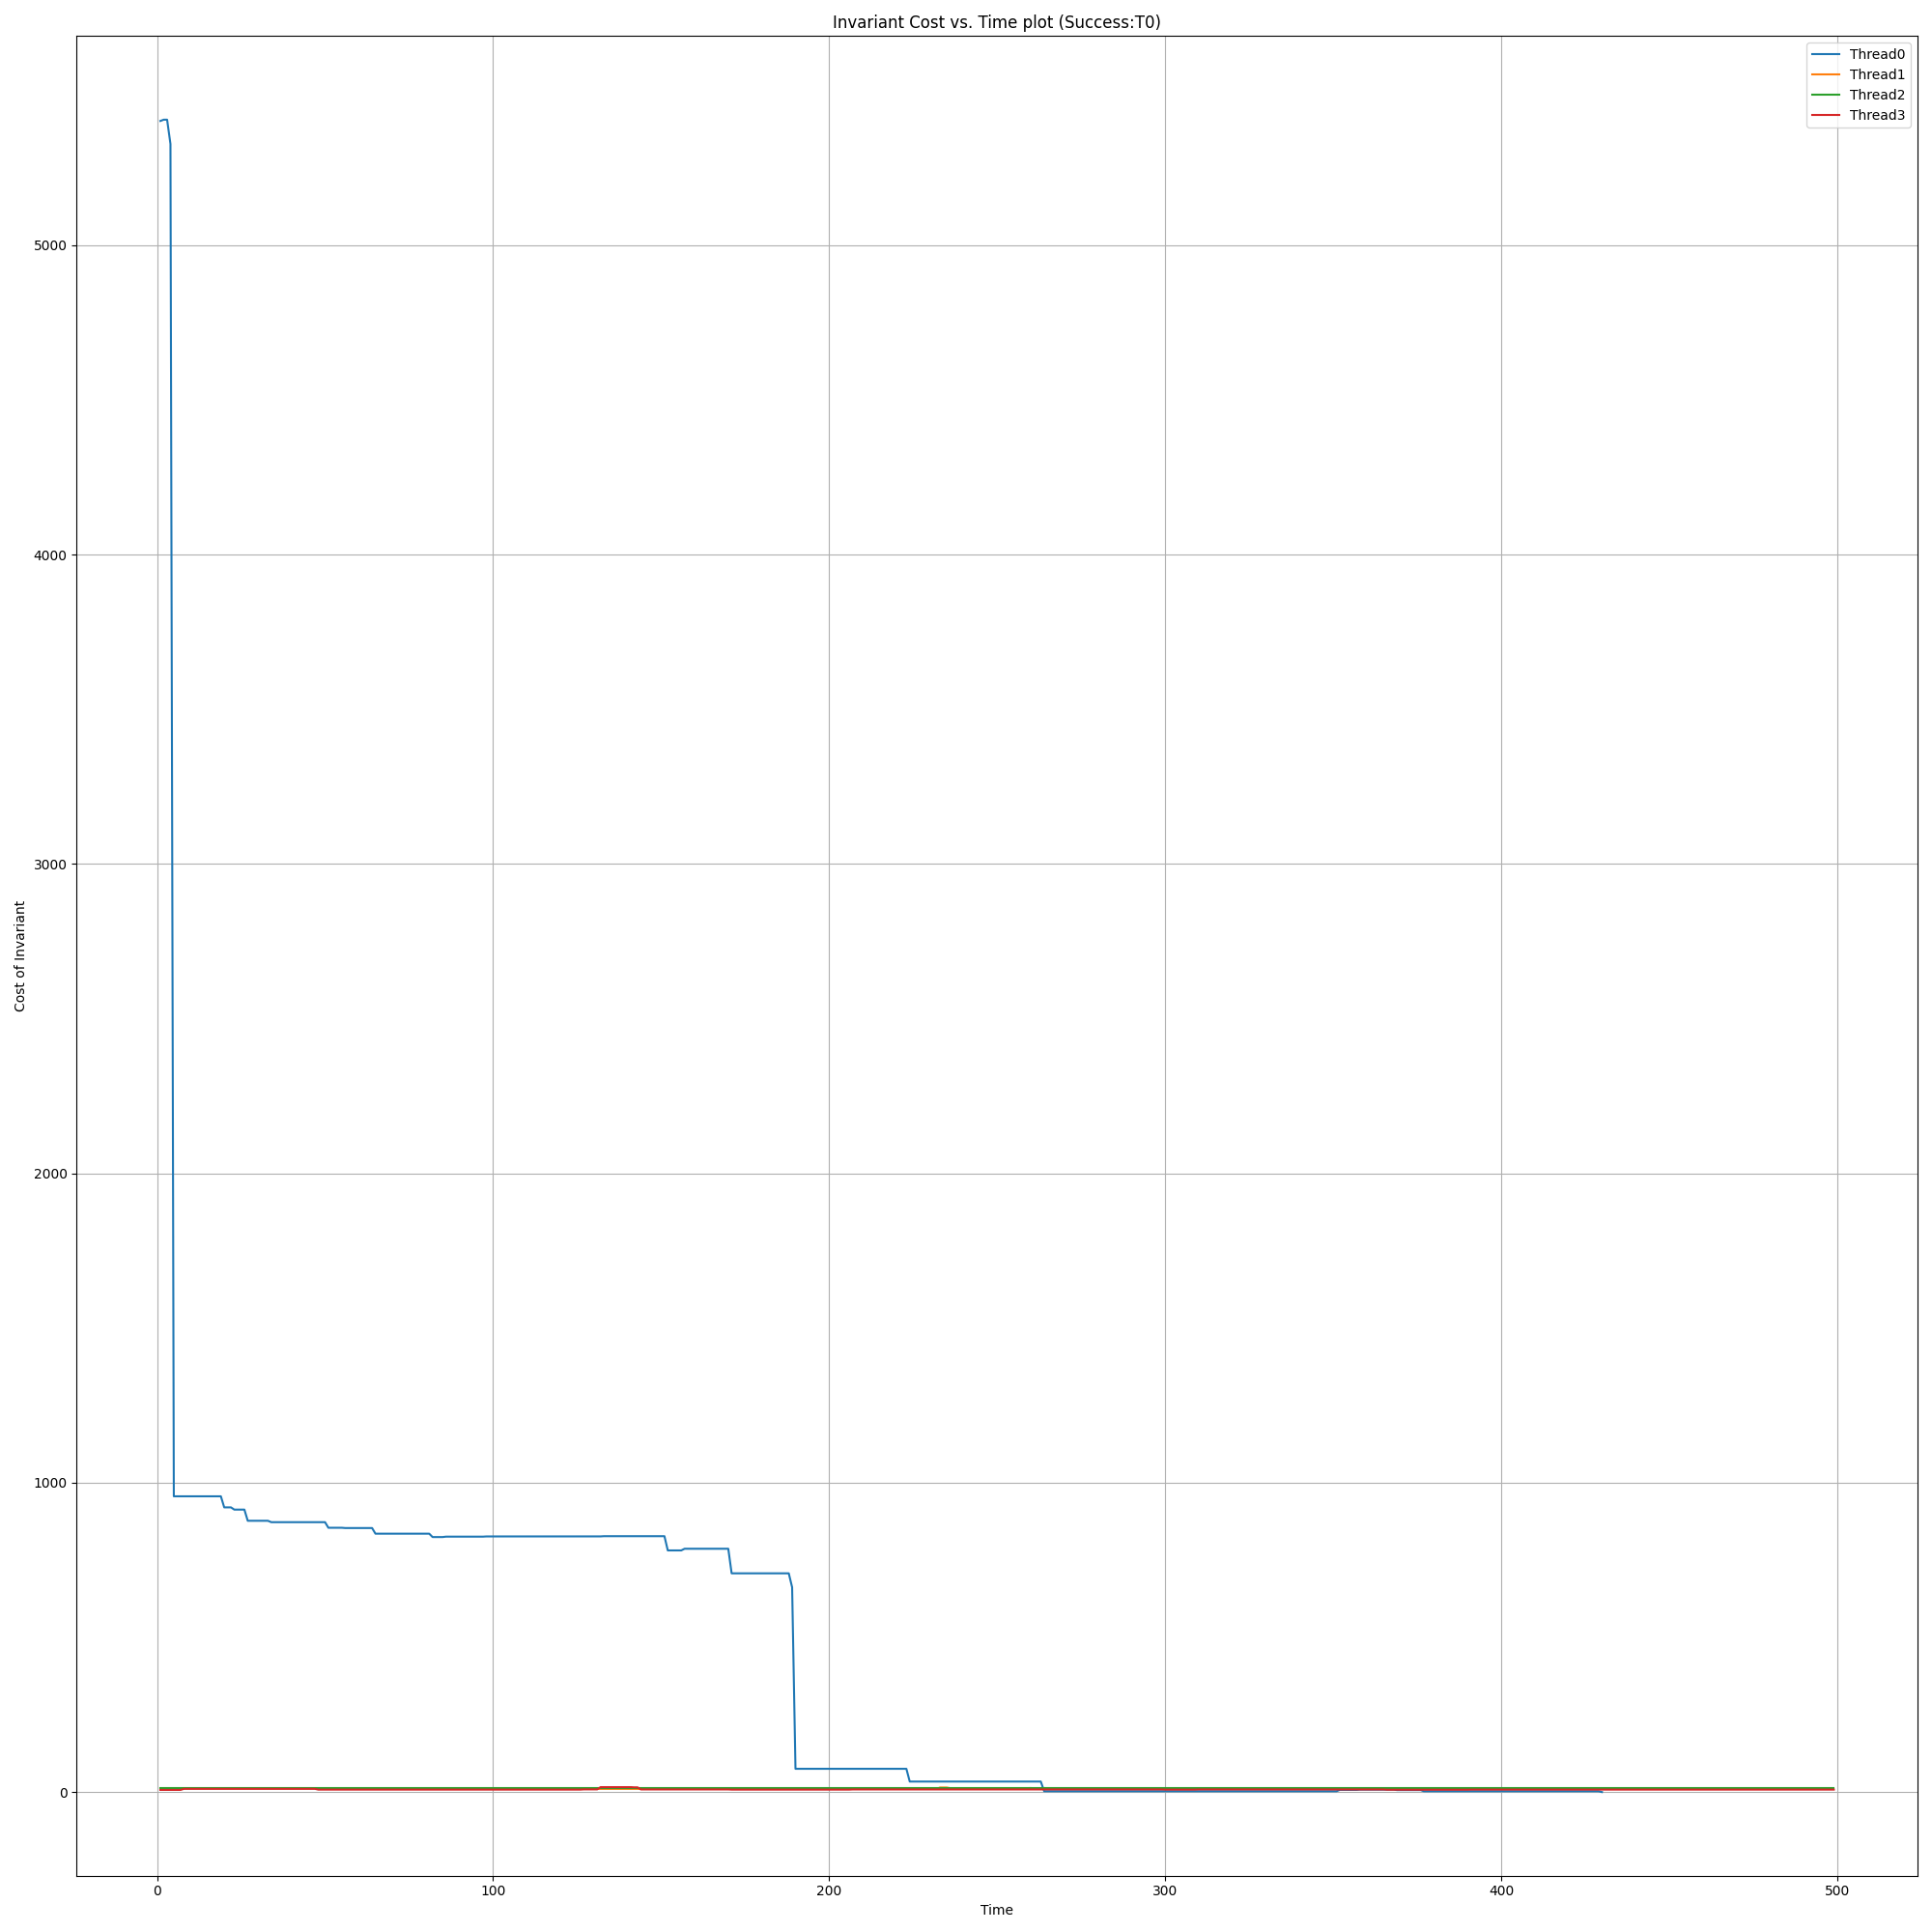 Invariant Cost vs. Time plot (Success:T0)
Thread0
Thread1
Thread2
Thread3
5000
4000
3000
2000
1000
0
Cost of Invariant
0 100 200 300 400 500
Time